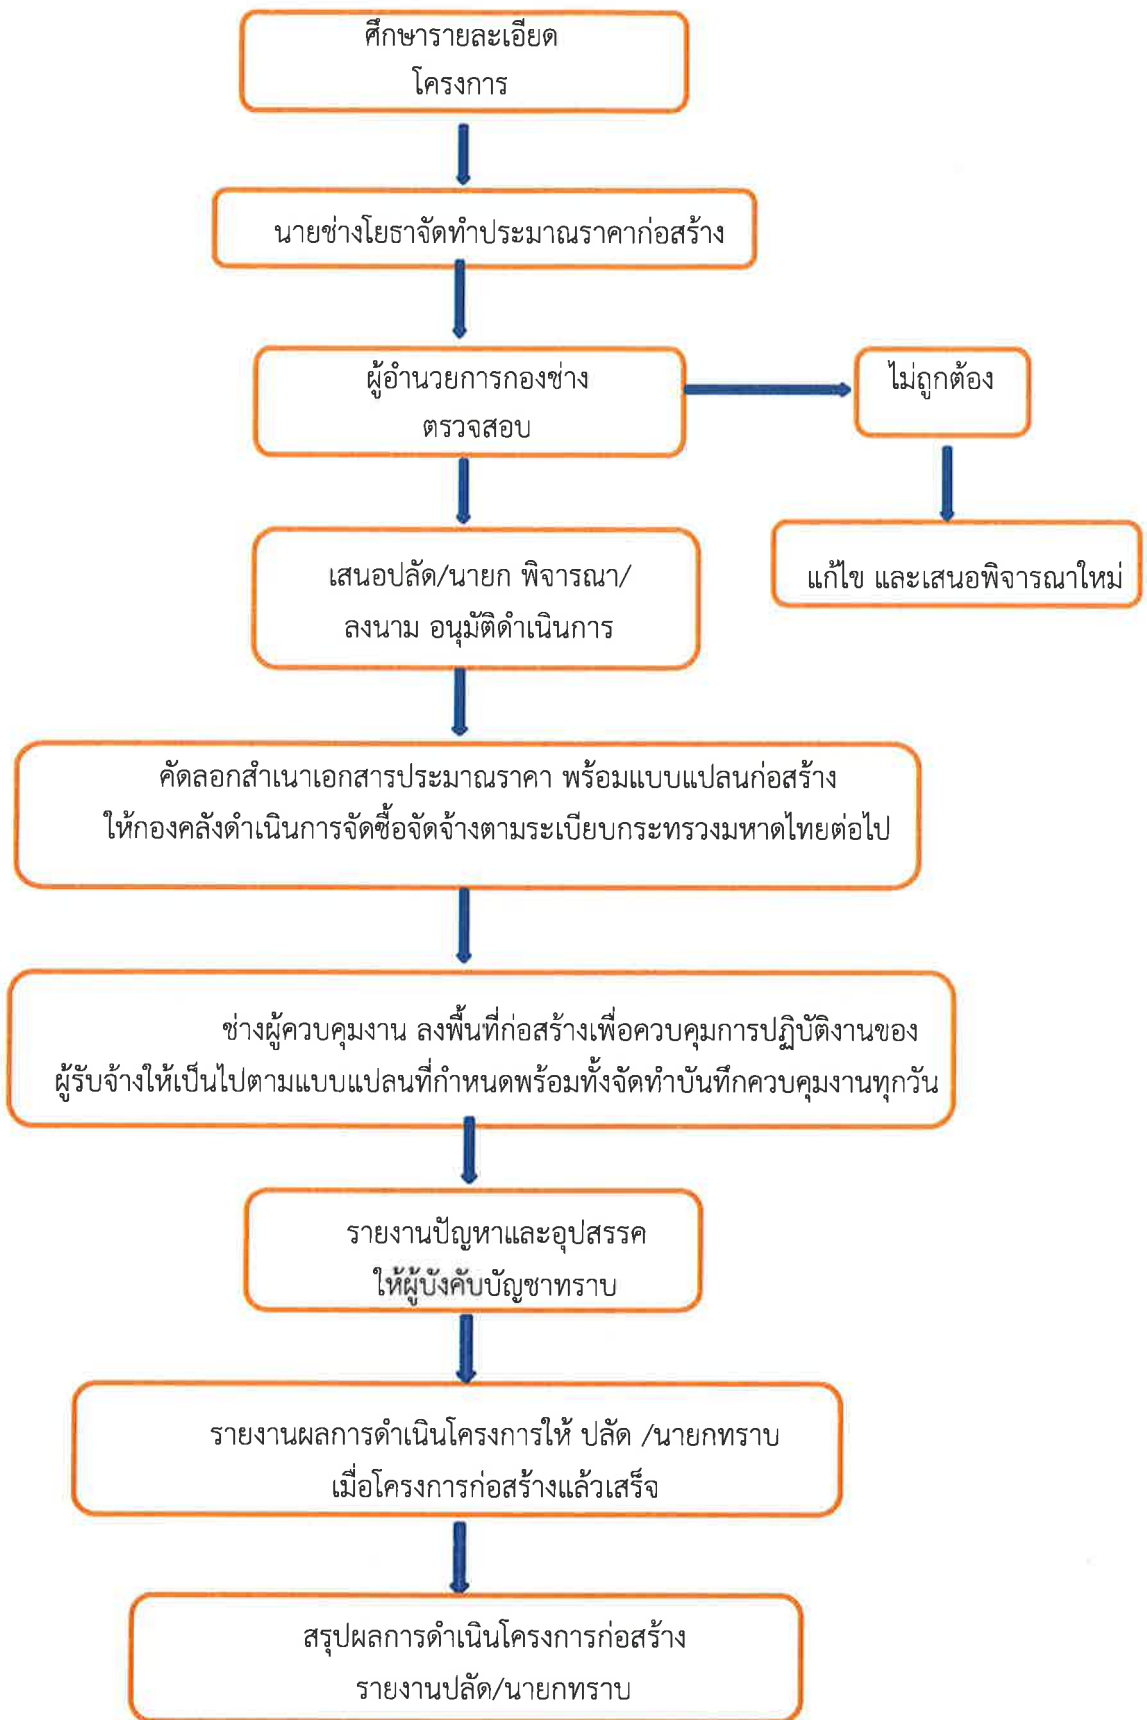 ศึกษารายละเอียด
โครงการ
นายช่างโยธาจัดทำประมาณราคาก่อสร้าง
ผู้อำนวยการกองช่าง
ตรวจสอบ
ไม่ถูกต้อง
เสนอปลัด/นายก พิจารณา/
ลงนาม อนุมัติดำเนินการ
แก้ไข และเสนอพิจารณาใหม่
คัดลอกสำเนาเอกสารประมาณราคา พร้อมแบบแปลนก่อสร้าง
ให้กองคลังดำเนินการจัดซื้อจัดจ้างตามระเบียบกระทรวงมหาดไทยต่อไป
ช่างผู้ควบคุมงาน ลงพื้นที่ก่อสร้างเพื่อควบคุมการปฏิบัติงานของ
ผู้รับจ้างให้เป็นไปตามแบบแปลนที่กำหนดพร้อมทั้งจัดทำบันทึกควบคุมงานทุกวัน
รายงานปัญหาและอุปสรรค
ให้ผู้บังคับบัญชาทราบ
รายงานผลการดำเนินโครงการให้ ปลัด /นายกทราบ
เมื่อโครงการก่อสร้างแล้วเสร็จ
สรุปผลการดำเนินโครงการก่อสร้าง
รายงานปลัด/นายกทราบ